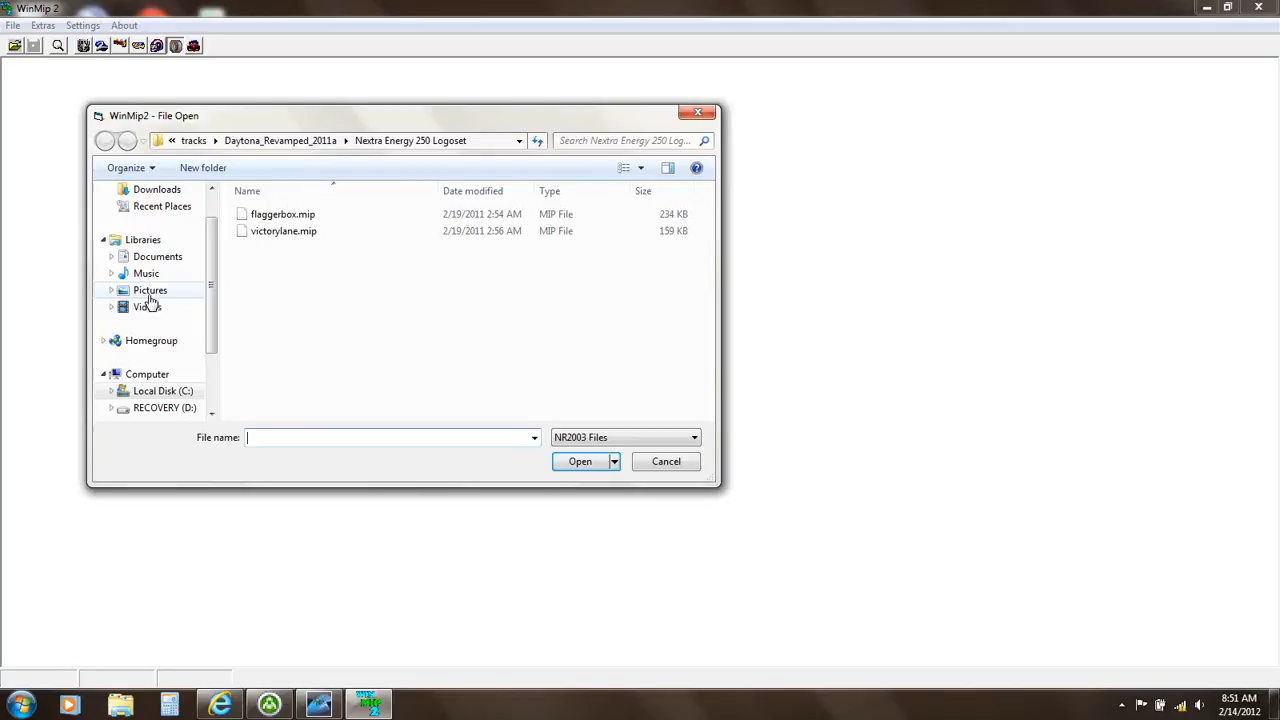 WinMip 2
File Extras Settings About
WinMip2 - File Open
« tracks Daytona_Revamped_2011a Nextra Energy 250 Logoset
Search Nextra Energy 250 Log...
Organize New folder
Downloads
Recent Places
Libraries
Documents
Music
Pictures
Homegroup
Computer
Local Disk (C:)
RECOVERY (D:)
Name Date modified Type Size
flaggerbox.mip 2/19/2011 2:54 AM MIP File 234 KB
victorylane.mip 2/19/2011 2:56 AM MIP File 159 KB
File name: NR2003 Files
Open Cancel
WIN
MIP
2
8:51 AM
2/14/2012